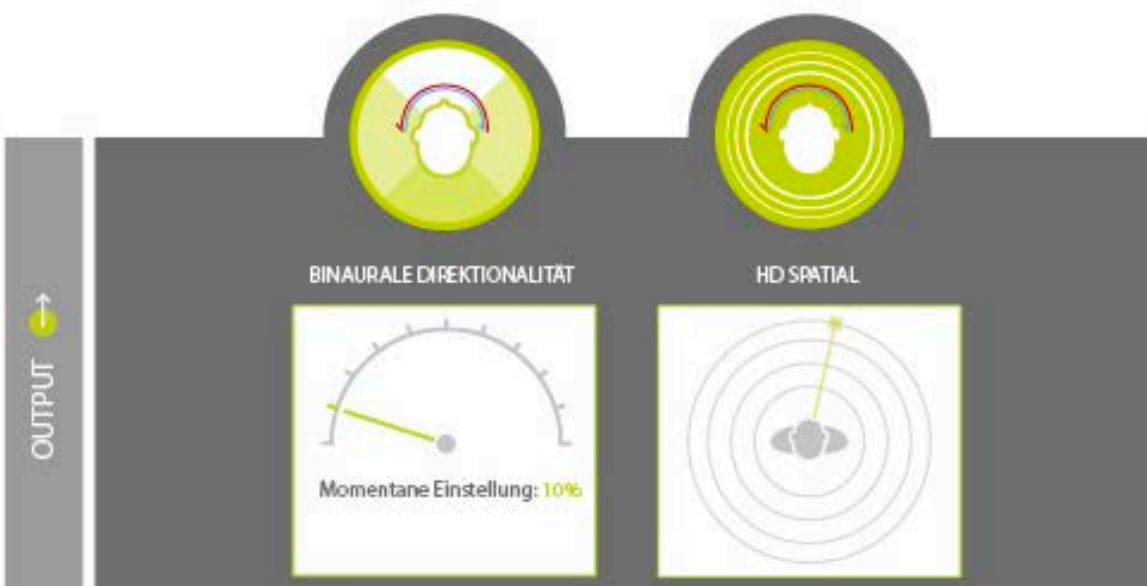 OUTPUT
BINAURALE DIREKTIONALITÄT
HD SPATIAL
Momentane Einstellung: 10%